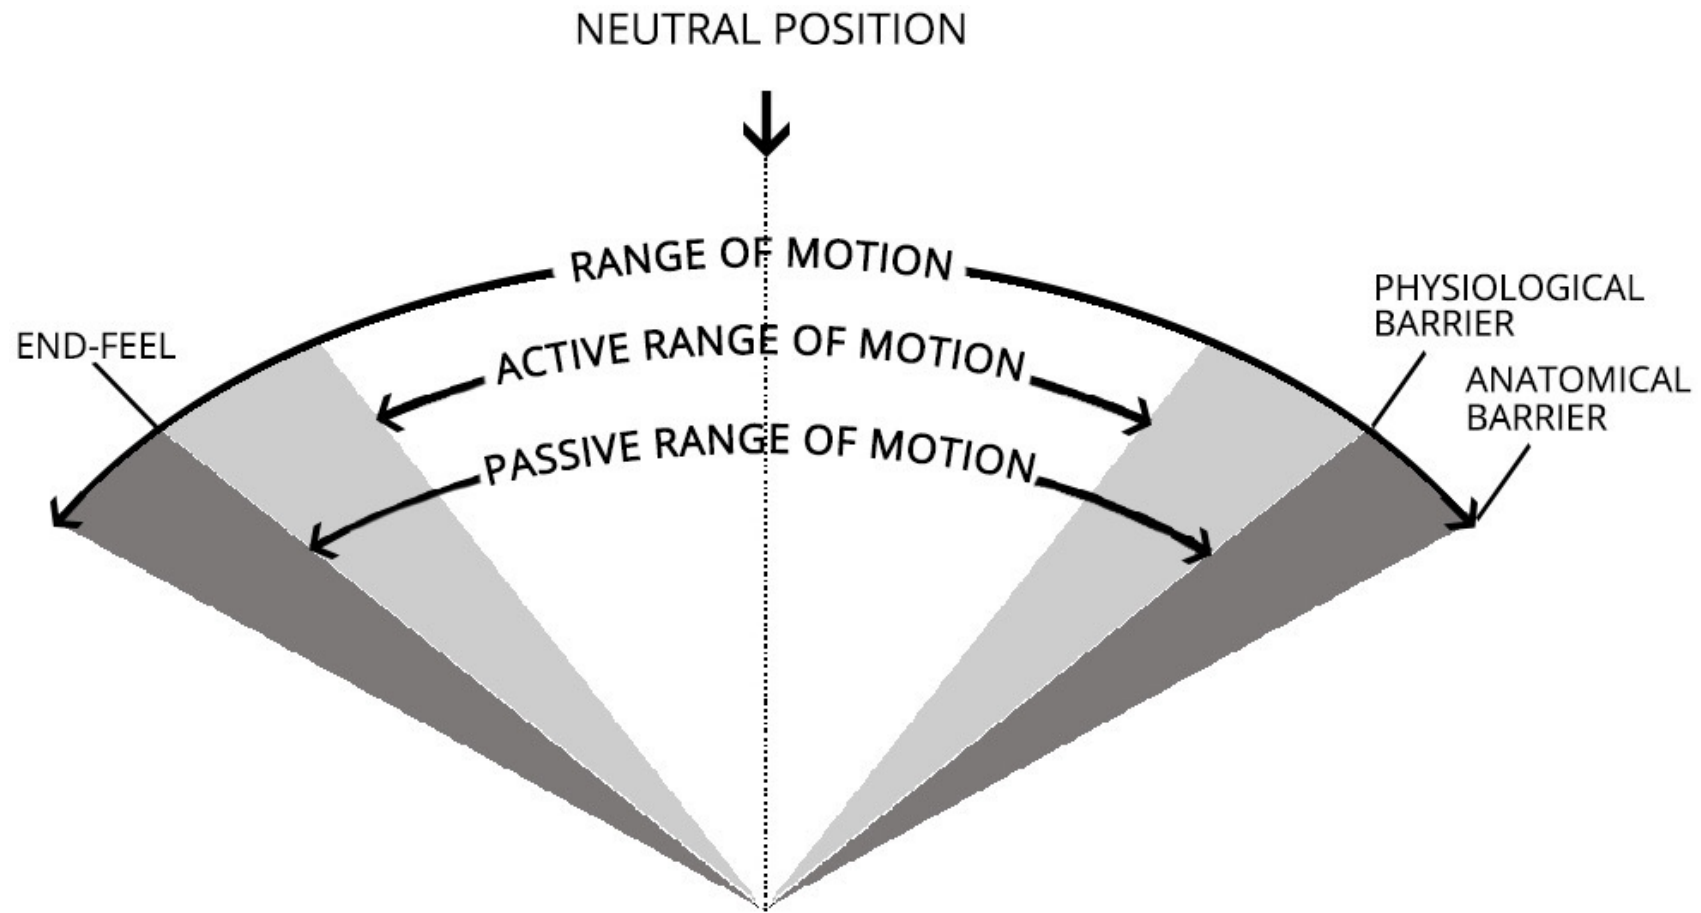 NEUTRAL POSITION
RANGE OF MOTION
PHYSIOLOGICAL
BARRIER
END-FEEL
ACTIVE RANGE OF MOTION
ANATOMICAL
BARRIER
PASSIVE RANGE OF MOTION